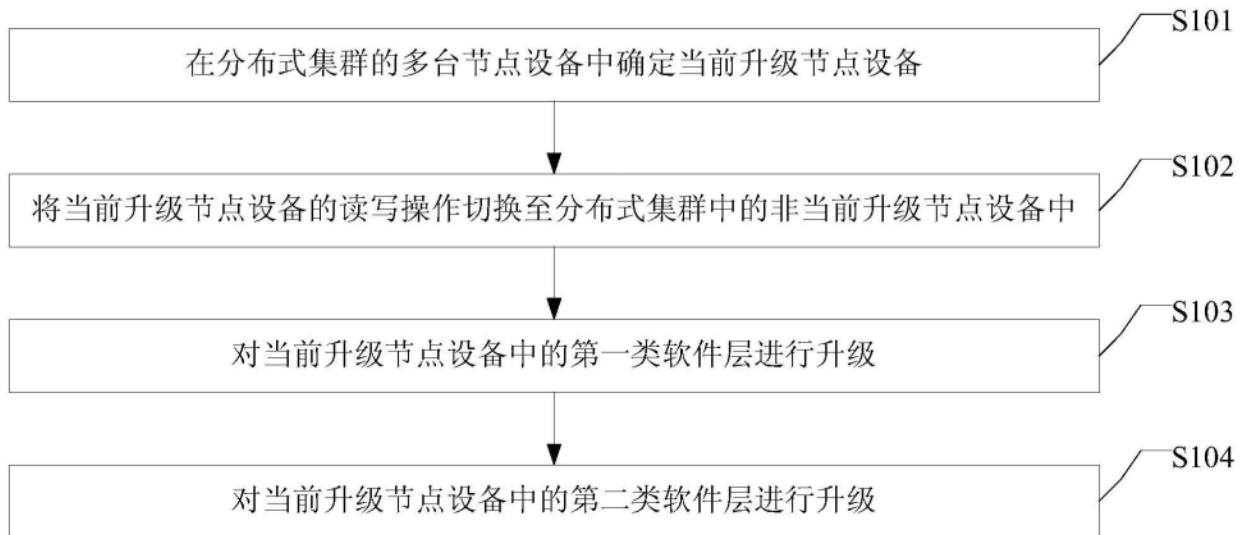 S101
在分布式集群的多台节点设备中确定当前升级节点设备
S102
将当前升级节点设备的读写操作切换至分布式集群中的非当前升级节点设备中
S103
对当前升级节点设备中的第一类软件层进行升级
S104
对当前升级节点设备中的第二类软件层进行升级